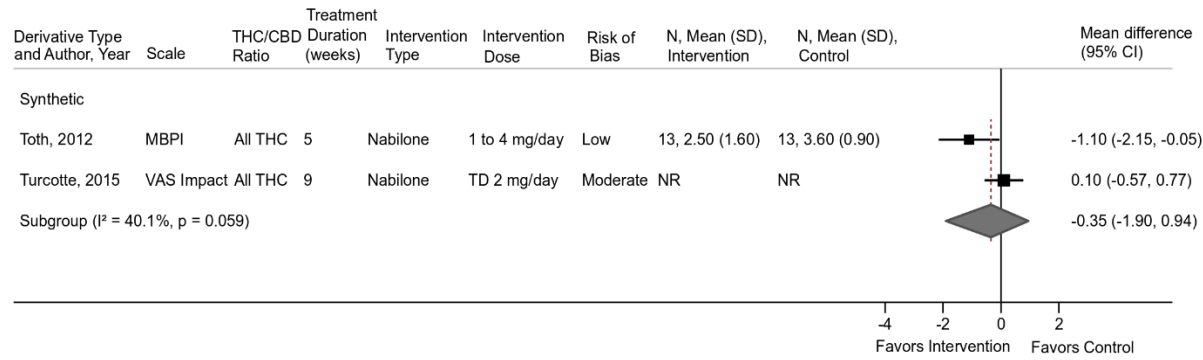 Derivative Type and Author, Year Scale THC/CBD Ratio Treatment Duration (weeks) Intervention Type Intervention Dose Risk of Bias N, Mean (SD), Intervention N, Mean (SD), Control Mean difference (95% CI)
Synthetic
Toth, 2012 MBPI All THC 5 Nabilone 1 to 4 mg/day Low 13, 2.50 (1.60) 13, 3.60 (0.90) -1.10 (-2.15, -0.05)
Turcotte, 2015 VAS Impact All THC 9 Nabilone TD 2 mg/day Moderate NR NR 0.10 (-0.57, 0.77)
Subgroup (I² = 40.1%, p = 0.059) -0.35 (-1.90, 0.94)
-4 -2 0 2
Favors Intervention Favors Control